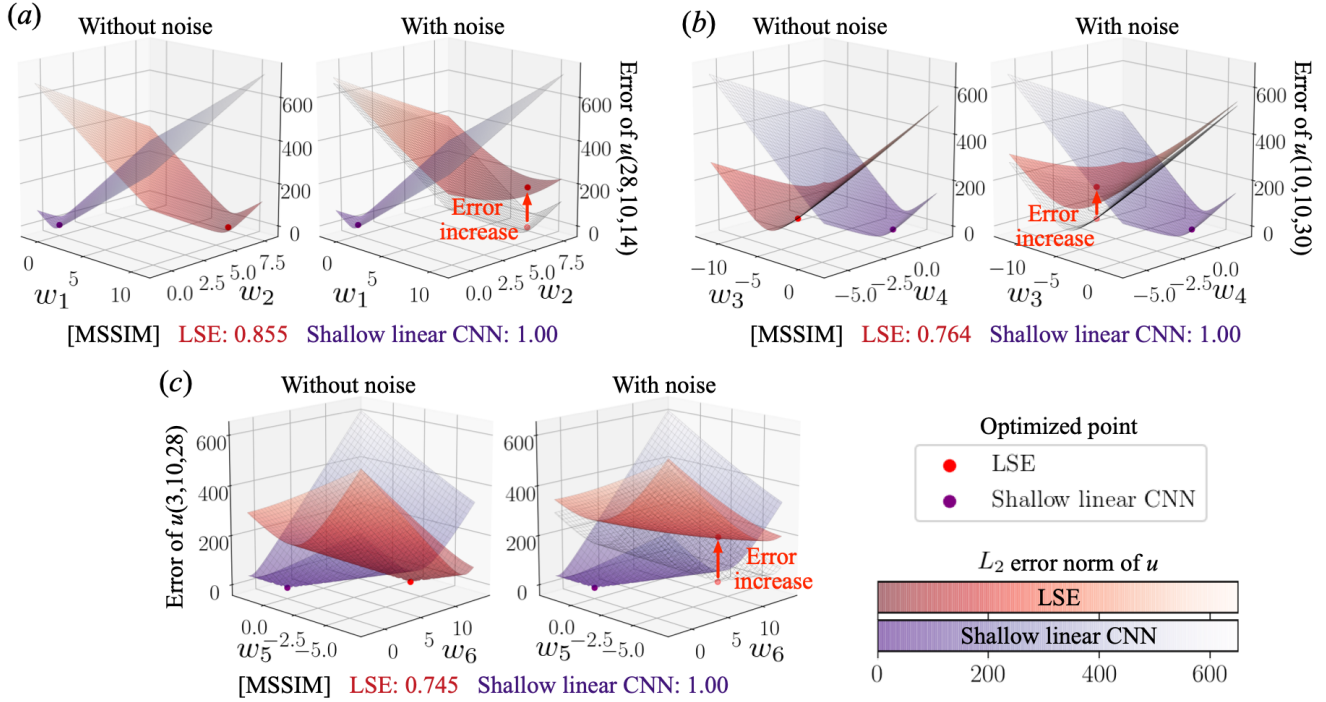 (a)
Without noise
With noise
Error of u(28,10,14)
600
400
200
0
600
400
200
0
Error
increase
0
5
10
w1
0.0
2.5
5.0
7.5
w2
0
5
10
w1
0.0
2.5
5.0
7.5
w2
[MSSIM] LSE: 0.855 Shallow linear CNN: 1.00
(b)
Without noise
With noise
Error of u(10,10,30)
600
400
200
0
600
400
200
0
Error
increase
−10
−5
0
w3
−5.0
−2.5
0.0
w4
−10
−5
0
w3
−5.0
−2.5
0.0
w4
[MSSIM] LSE: 0.764 Shallow linear CNN: 1.00
(c)
Without noise
With noise
Error of u(3,10,28)
600
400
200
0
600
400
200
0
Error
increase
0.0
−2.5
−5.0
w5
0
5
10
w6
0.0
−2.5
−5.0
w5
0
5
10
w6
[MSSIM] LSE: 0.745 Shallow linear CNN: 1.00
Optimized point
LSE
Shallow linear CNN
L2 error norm of u
LSE
Shallow linear CNN
0 200 400 600